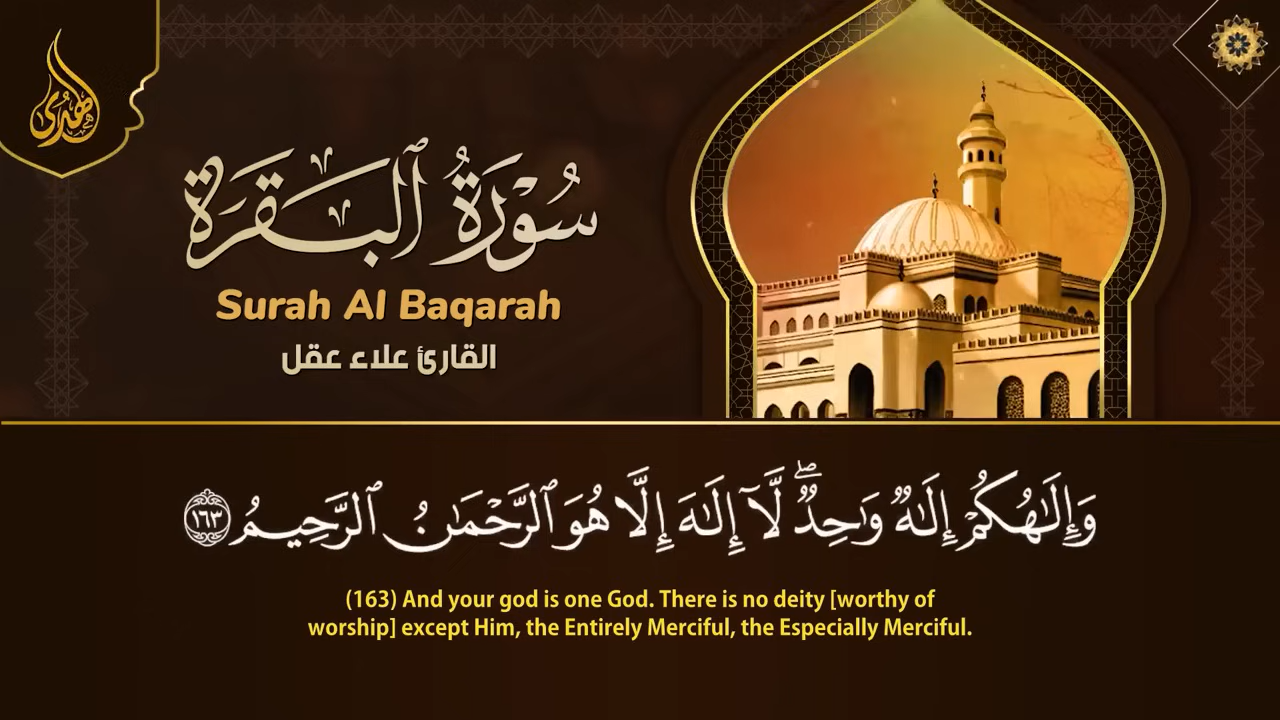 هدى
سُورَةُ ٱلْبَقَرَةِ
Surah Al Baqarah
القارئ علاء عقل
وَإِلَـٰهُكُمْ إِلَـٰهٌ وَٰحِدٌ ۖ لَّآ إِلَـٰهَ إِلَّا هُوَ ٱلرَّحْمَـٰنُ ٱلرَّحِيمُ ١٦٣
(163) And your god is one God. There is no deity [worthy of
worship] except Him, the Entirely Merciful, the Especially Merciful.